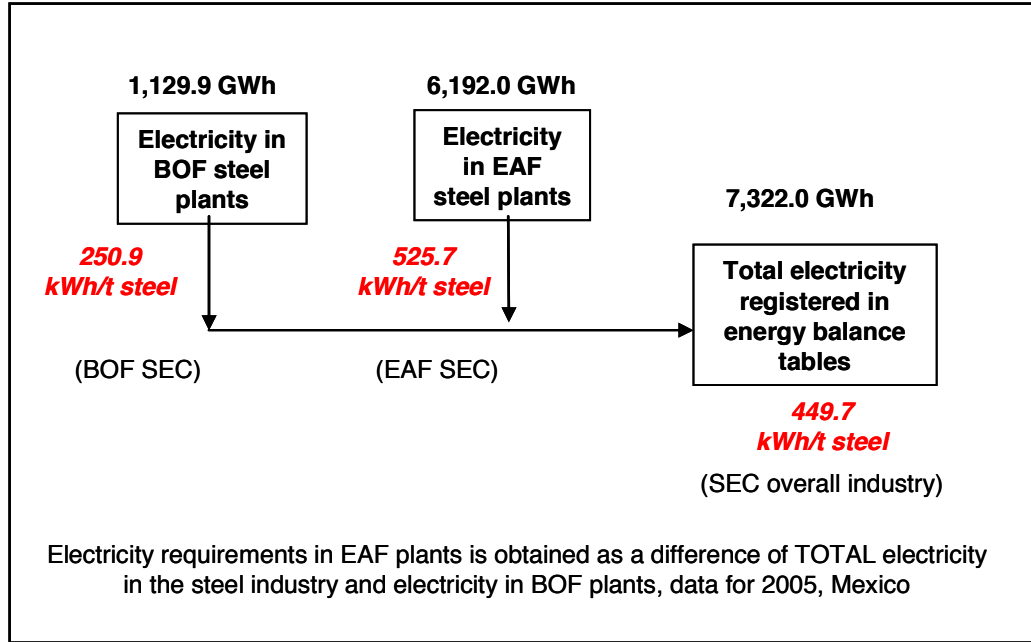 1,129.9 GWh
Electricity in
BOF steel
plants
250.9
kWh/t steel
(BOF SEC)
6,192.0 GWh
Electricity
in EAF
steel plants
525.7
kWh/t steel
(EAF SEC)
7,322.0 GWh
Total electricity
registered in
energy balance
tables
449.7
kWh/t steel
(SEC overall industry)
Electricity requirements in EAF plants is obtained as a difference of TOTAL electricity
in the steel industry and electricity in BOF plants, data for 2005, Mexico